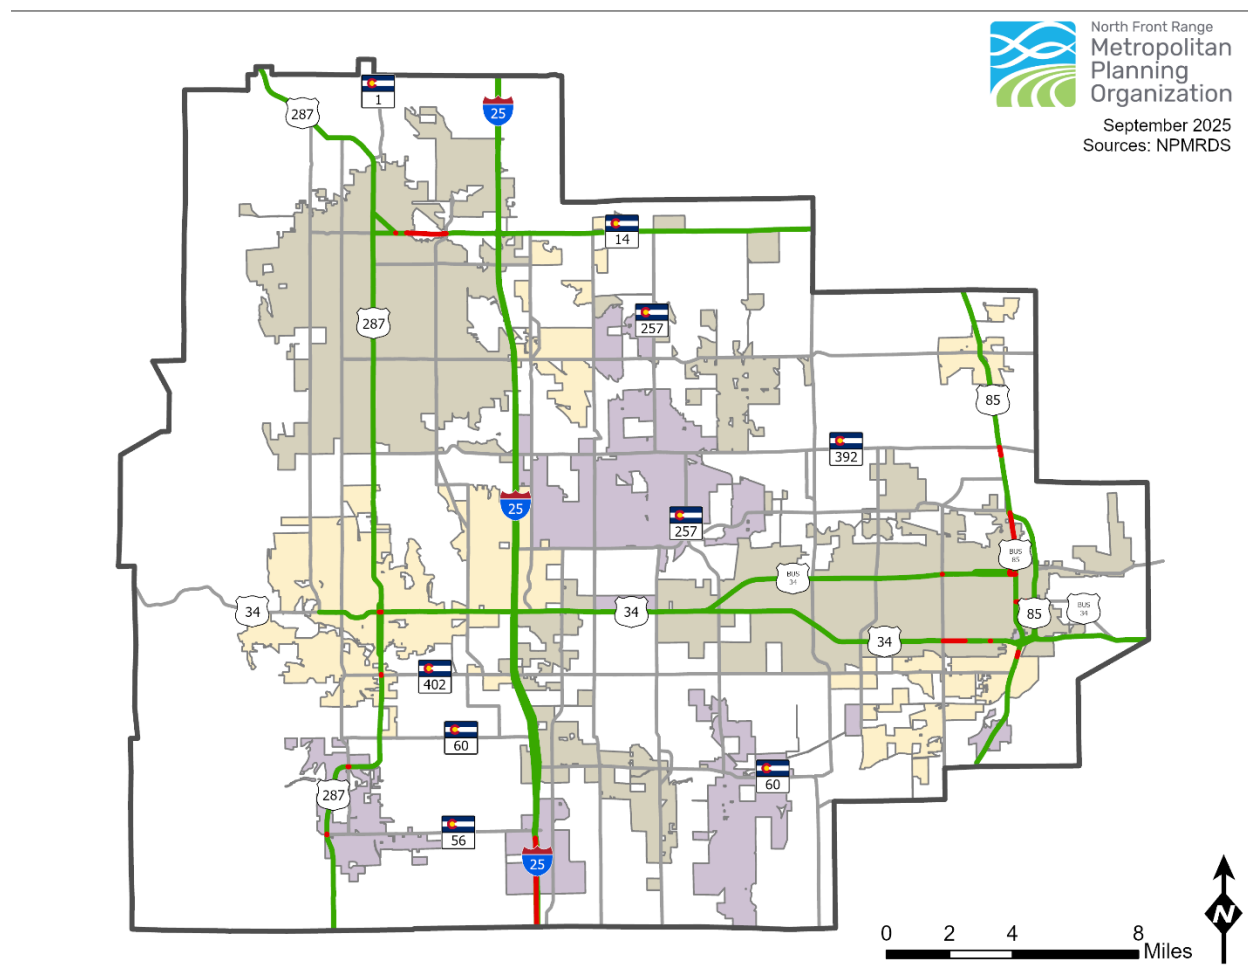 North Front Range
Metropolitan
Planning
Organization
September 2025
Sources: NPMRDS
1
287
25
14
257
287
85
392
25
257
BUS
85
BUS
34
34
34
85
BUS
34
34
402
60
60
287
56
25
N
0 2 4 8
Miles